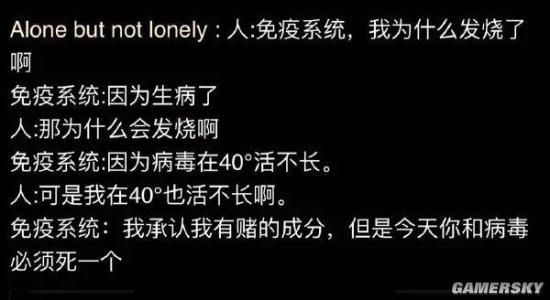 Alone but not lonely : 人:免疫系统，我为什么发烧了
啊
免疫系统:因为生病了
人:那为什么会发烧啊
免疫系统:因为病毒在40°活不长。
人:可是我在40°也活不长啊。
免疫系统：我承认我有赌的成分，但是今天你和病毒
必须死一个
GAMERSKY